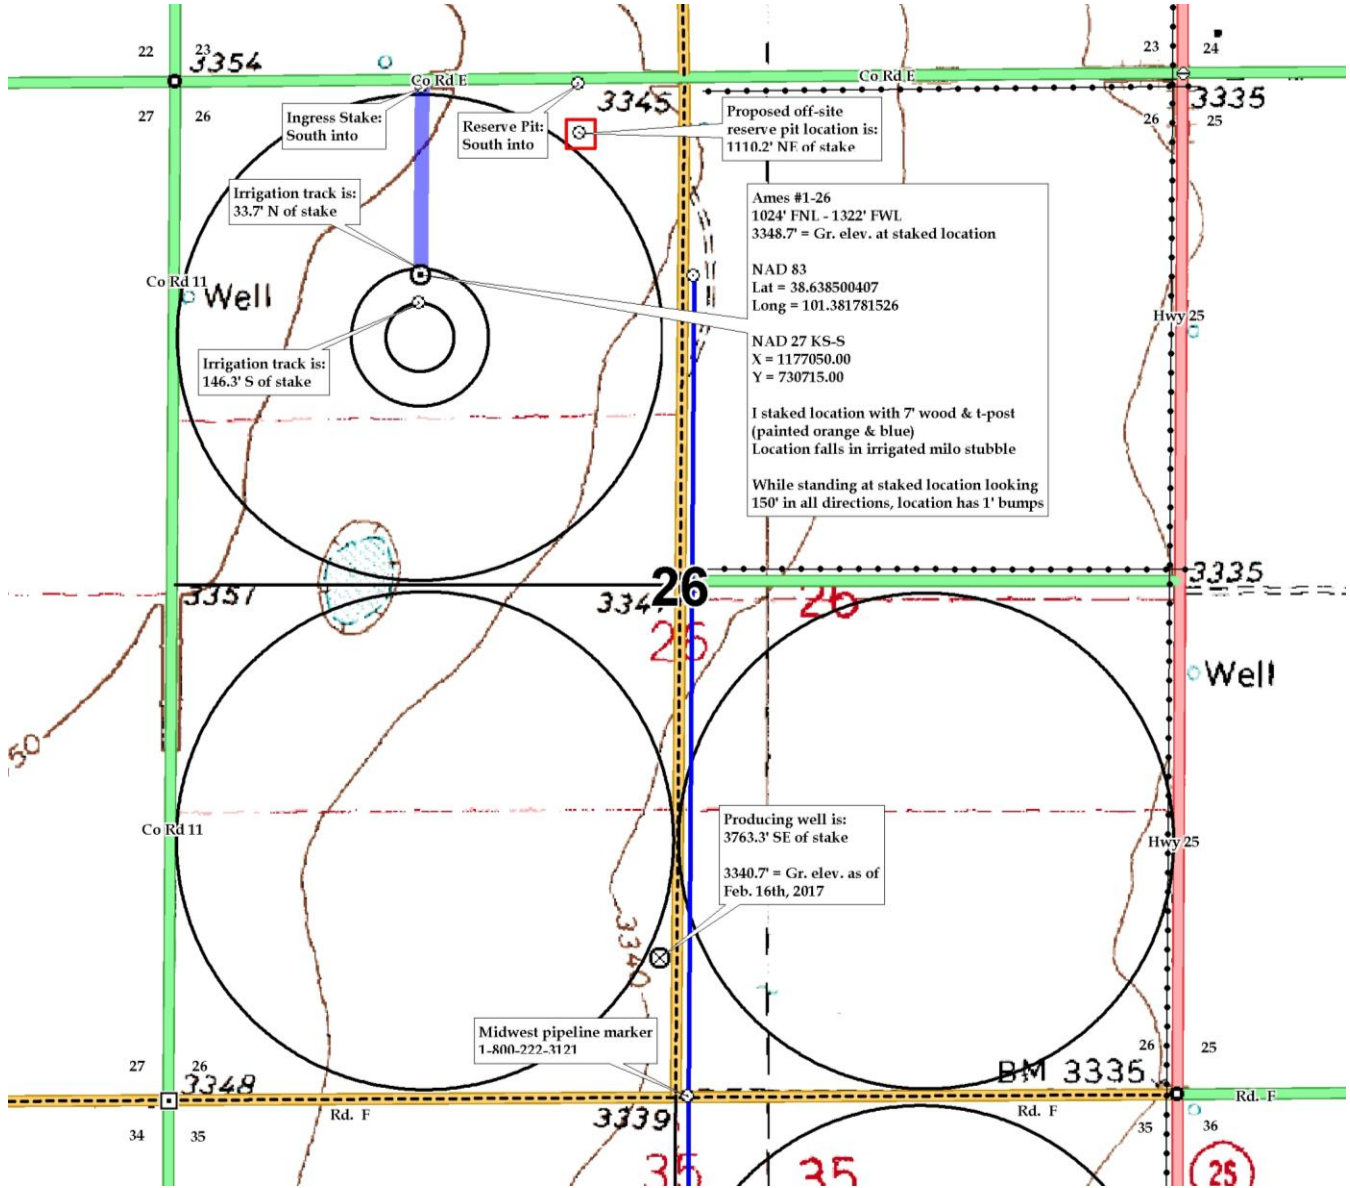 22
23
3354
23
24
Co Rd E
Co Rd E
27
26
3345
3335
26
25
Ingress Stake:
South into
Reserve Pit:
South into
Proposed off-site
reserve pit location is:
1110.2' NE of stake
Irrigation track is:
33.7' N of stake
Ames #1-26
1024' FNL - 1322' FWL
3348.7' = Gr. elev. at staked location
NAD 83
Lat = 38.638500407
Long = 101.381781526
NAD 27 KS-S
X = 1177050.00
Y = 730715.00
I staked location with 7' wood & t-post
(painted orange & blue)
Location falls in irrigated milo stubble
While standing at staked location looking
150' in all directions, location has 1' bumps
Co Rd 11
Well
Hwy 25
Irrigation track is:
146.3' S of stake
3357
334
26
3335
26
26
Well
50
Co Rd 11
Producing well is:
3763.3' SE of stake
3340.7' = Gr. elev. as of
Feb. 16th, 2017
Hwy 25
3340
Midwest pipeline marker
1-800-222-3121
27
26
3348
26
25
BM 3335
Rd. F
3339
Rd. F
Rd. F
34
35
35
36
35
35
25